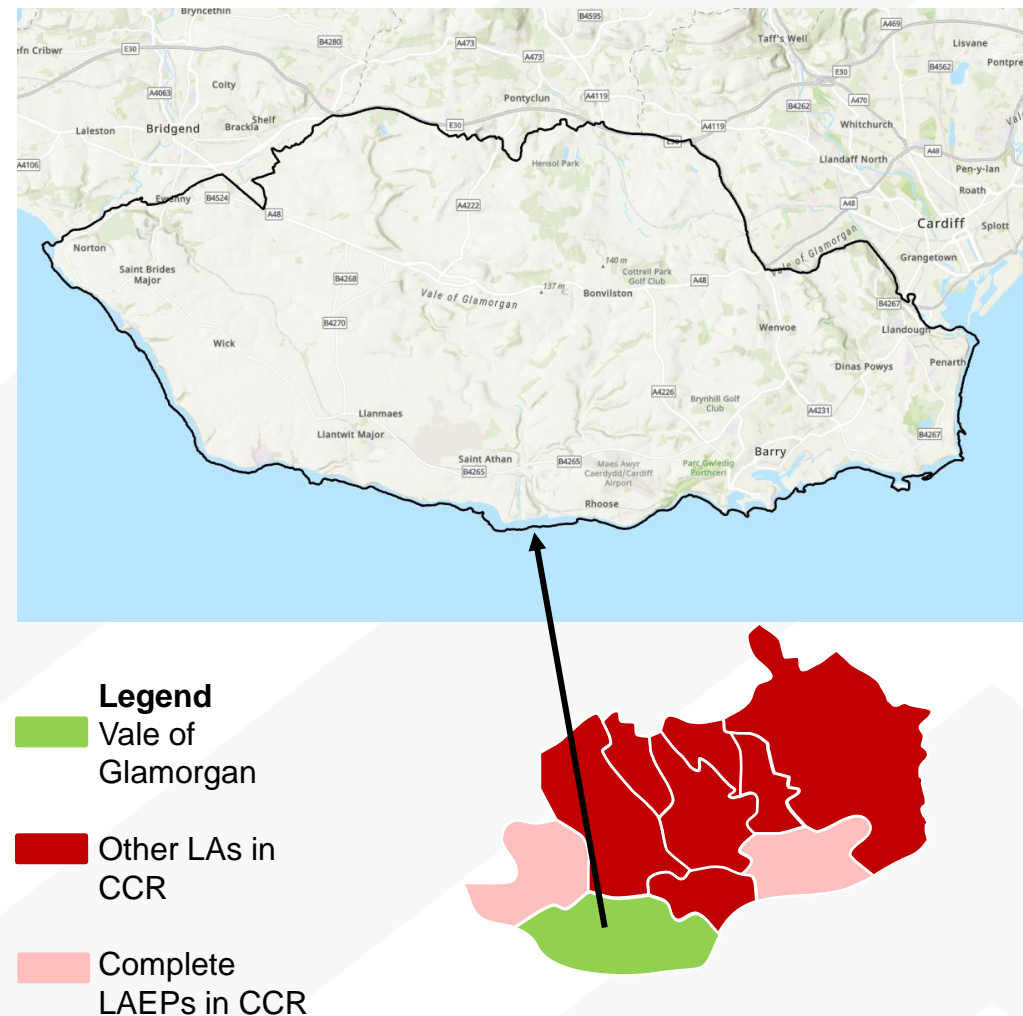 Bryncethin
B4595
Taff's Well
A469
Lisvane
efn Cribwr
E30
B4280
A473
A473
E30
B4562
Pontpre
Coity
A4063
Pontyclun
A4119
B4262
A470
Laleston
Bridgend
Brackla
Shelf
E30
A4119
Whitchurch
A4106
Hensol Park
Llandaff North
A48
Pen-y-lan
Roath
Ewenny
B4524
A48
A4222
A48
Cardiff
Splott
Norton
Vale of Glamorgan
Grangetown
Saint Brides
Major
B4268
140 m
Cottrell Park
Golf Club
A48
137 m
Vale of Glamorgan
Bonvilston
B4267
Llandough
B4270
Wenvoe
Wick
Dinas Powys
Penarth
A4226
Brynhill Golf
Club
Llanmaes
A4231
Llantwit Major
B4267
Saint Athan
B4265
B4265
Maes Awyr
Caerdydd/Cardiff
Airport
Parc Gwledig
Porthceri
Barry
Rhoose
Legend
Vale of
Glamorgan
Other LAs in
CCR
Complete
LAEPs in CCR